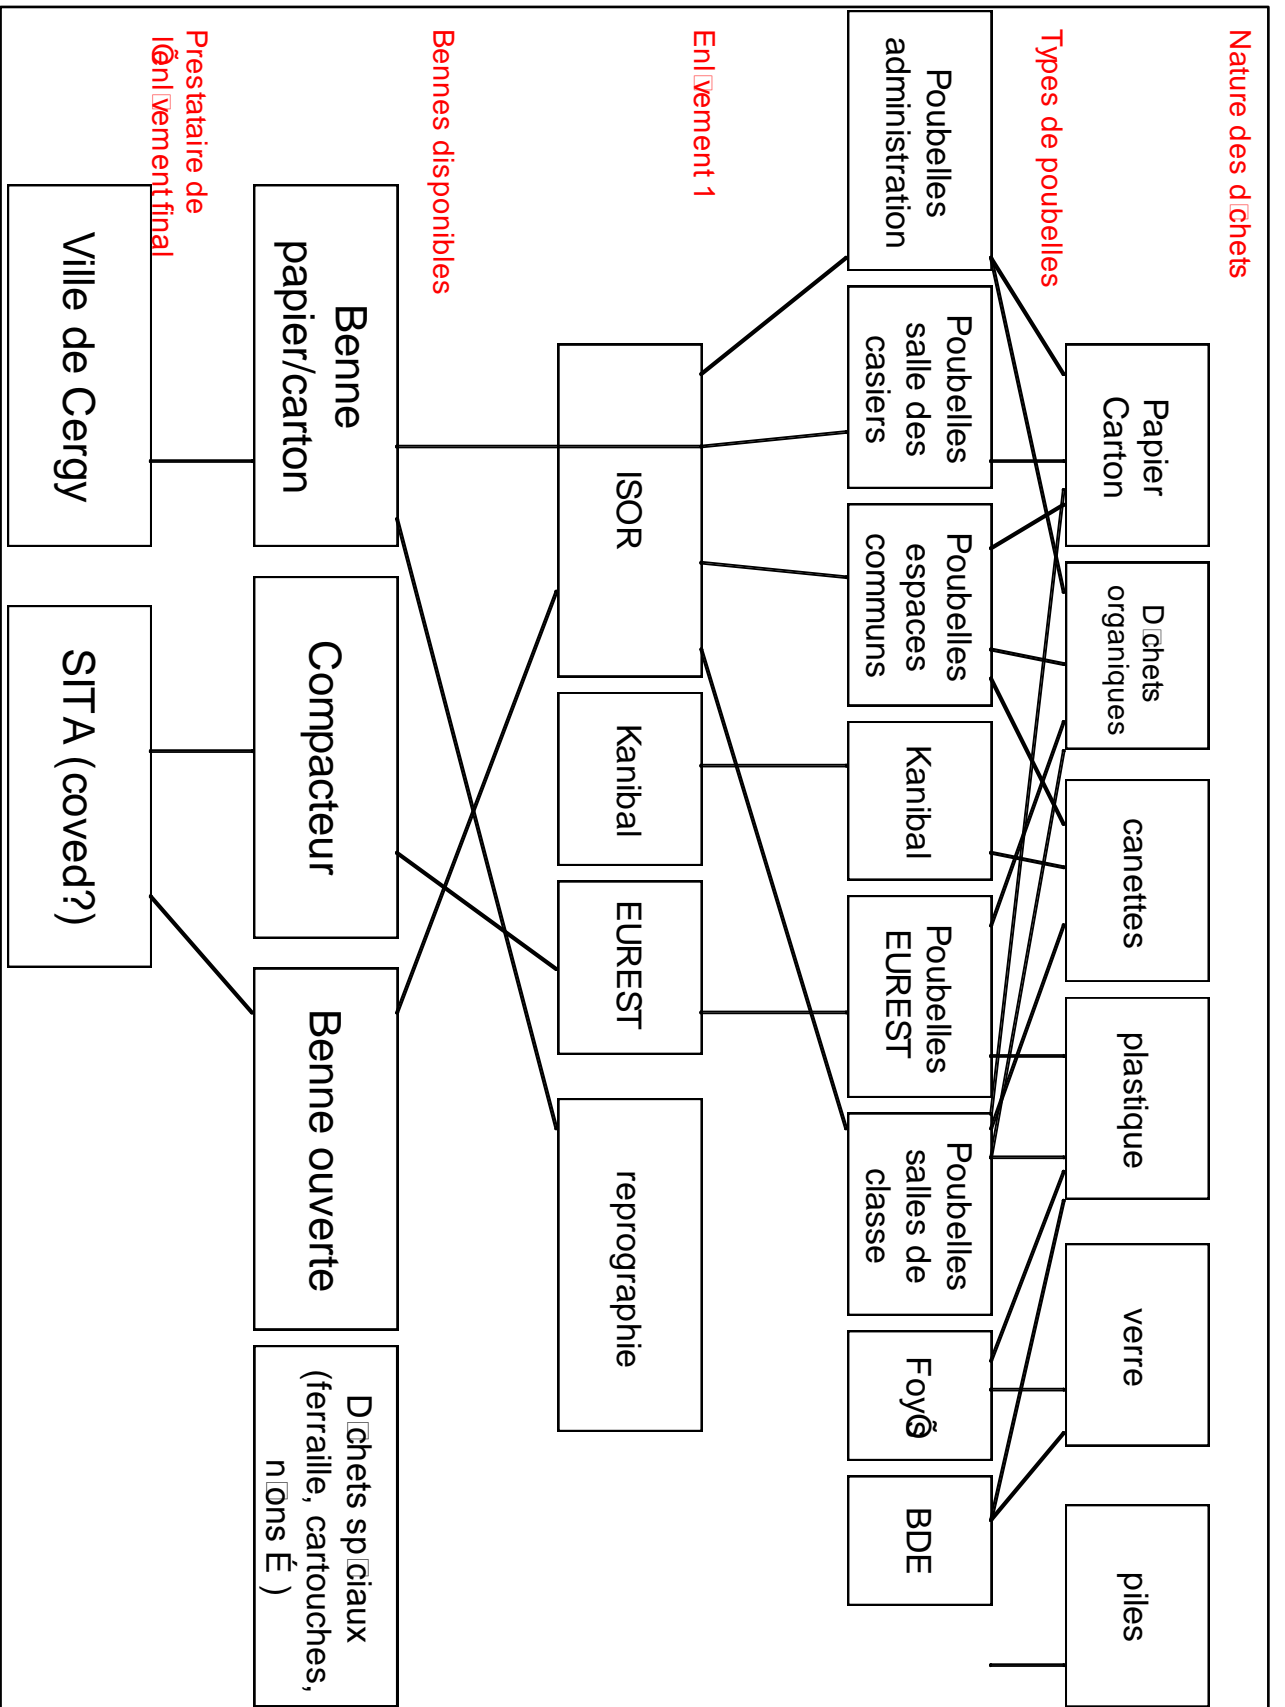 Nature des d□chets
Papier
Carton
D□chets
organiques
canettes
plastique
verre
piles
Types de poubelles
Poubelles
administration
Poubelles
salle des
casiers
Poubelles
espaces
communs
Kanibal
Poubelles
EUREST
Poubelles
salles de
classe
BDE
Enl□vement 1
ISOR
Kanibal
EUREST
reprographie
Bennes disponibles
Benne
papier/carton
Compacteur
Benne ouverte
D□chets sp□ciaux
(ferraille, cartouches,
n□ons É )
Prestataire de
lÕenl□vement final
Ville de Cergy
SITA (coved?)